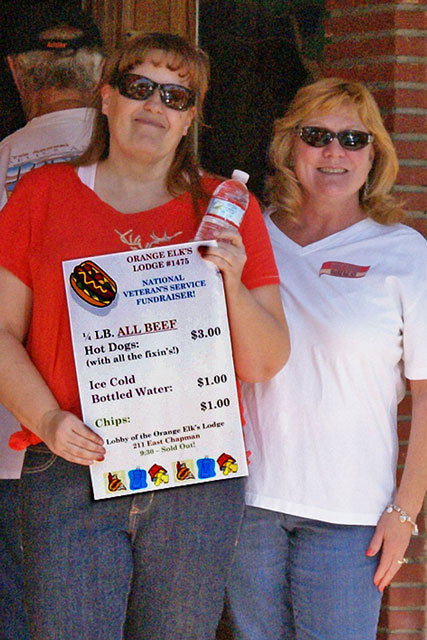 ORANGE ELK'S
LODGE #1475
NATIONAL
VETERAN'S SERVICE
FUNDRAISER!
¼ LB. ALL BEEF
Hot Dogs: $3.00
(with all the fixin's!)
Ice Cold
Bottled Water: $1.00
Chips: $1.00
Lobby of the Orange Elk's Lodge
211 East Chapman
9:30 – Sold Out!